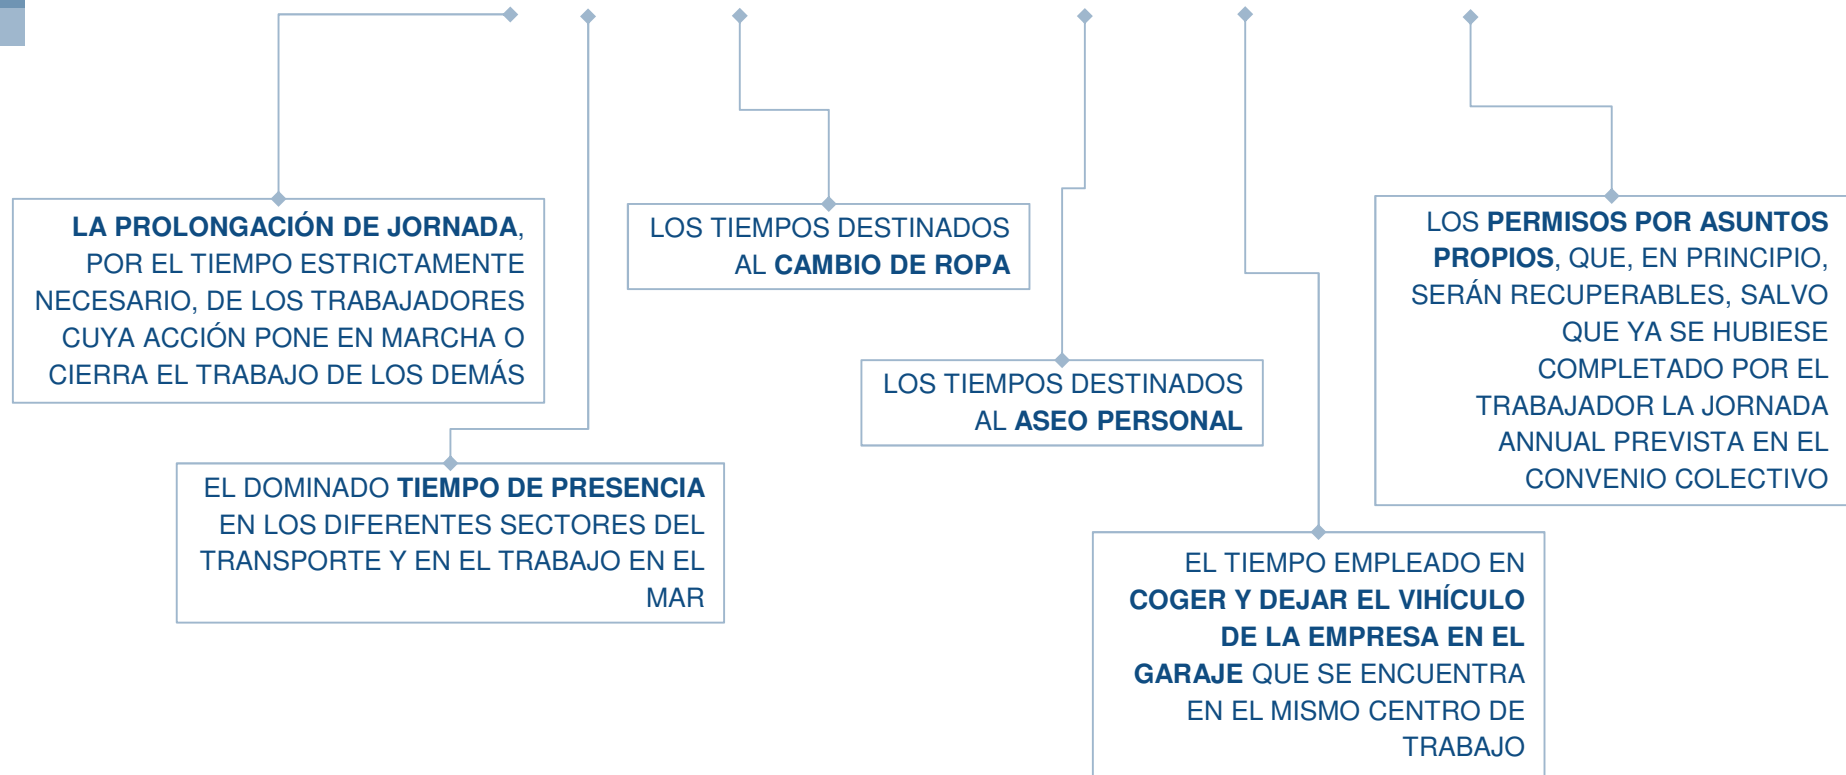 LA PROLONGACIÓN DE JORNADA,
POR EL TIEMPO ESTRICTAMENTE
NECESARIO, DE LOS TRABAJADORES
CUYA ACCIÓN PONE EN MARCHA O
CIERRA EL TRABAJO DE LOS DEMÁS
EL DOMINADO TIEMPO DE PRESENCIA
EN LOS DIFERENTES SECTORES DEL
TRANSPORTE Y EN EL TRABAJO EN EL
MAR
LOS TIEMPOS DESTINADOS
AL CAMBIO DE ROPA
LOS TIEMPOS DESTINADOS
AL ASEO PERSONAL
EL TIEMPO EMPLEADO EN
COGER Y DEJAR EL VIHÍCULO
DE LA EMPRESA EN EL
GARAJE QUE SE ENCUENTRA
EN EL MISMO CENTRO DE
TRABAJO
LOS PERMISOS POR ASUNTOS
PROPIOS, QUE, EN PRINCIPIO,
SERÁN RECUPERABLES, SALVO
QUE YA SE HUBIESE
COMPLETADO POR EL
TRABAJADOR LA JORNADA
ANNUAL PREVISTA EN EL
CONVENIO COLECTIVO